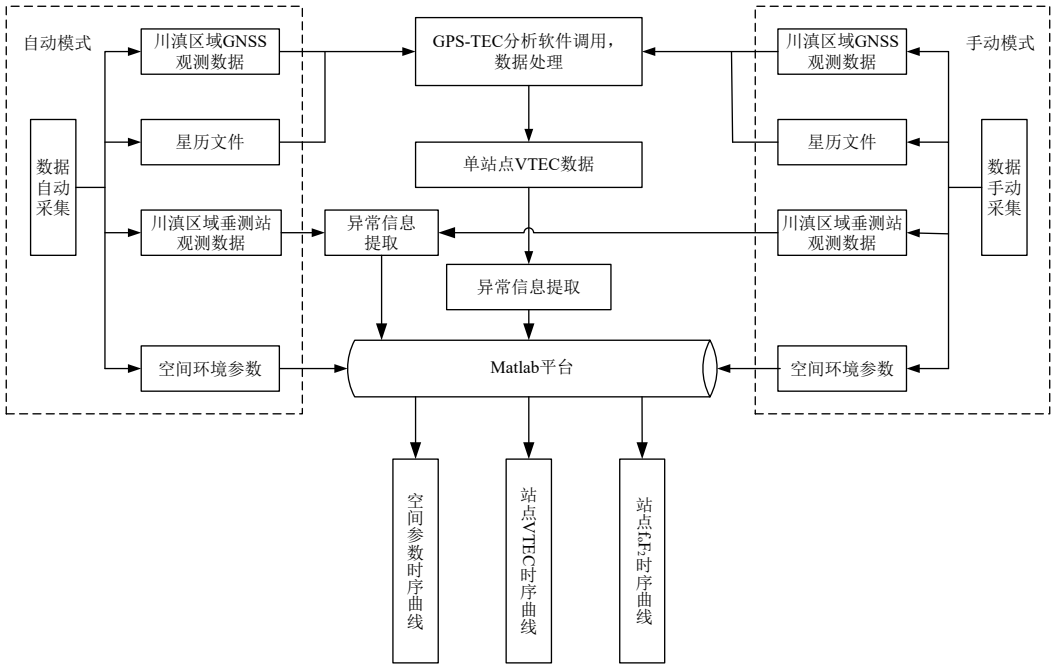 自动模式
数据
自动
采集
川滇区域GNSS
观测数据
星历文件
川滇区域垂测站
观测数据
空间环境参数
GPS-TEC分析软件调用，
数据处理
单站点VTEC数据
异常信息
提取
异常信息提取
Matlab平台
手动模式
川滇区域GNSS
观测数据
星历文件
川滇区域垂测站
观测数据
空间环境参数
数据
手动
采集
空间参数时序曲线
站点VTEC时序曲线
站点f₀F₂时序曲线